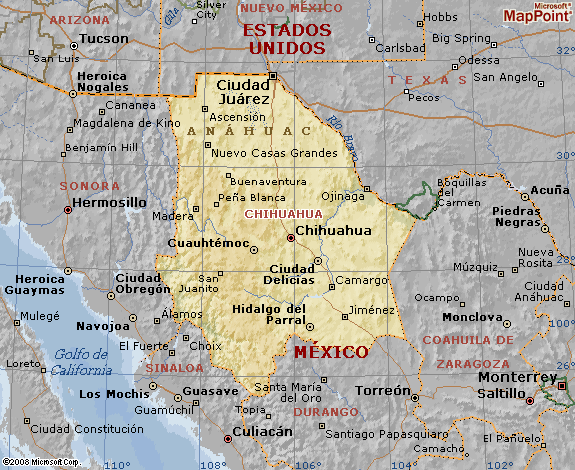 Microsoft®
MapPoint®
NUEVO MÉXICO
ARIZONA
Silver
City
Gila
ESTADOS
UNIDOS
Hobbs
Carlsbad
Big Spring
Tucson
San Luis
Odessa
32°
Heroica
Nogales
Ciudad
Juárez
TEXAS
San Angelo
Pecos
Cananea
Ascensión
Magdalena de Kino
ANÁHUAC
Río Bravo
Benjamín Hill
Nuevo Casas Grandes
30°
Buenaventura
Boquillas
del
Carmen
SONORA
Peña Blanca
Ojinaga
Acuña
Hermosillo
Madera
CHIHUAHUA
Piedras
Negras
Chihuahua
Cuauhtémoc
Heroica
Guaymas
Ciudad
Obregón
San
Juanito
Ciudad
Delicias
Camargo
Múzquiz
Nueva
Rosita
28°
Ocampo
Ciudad
Anáhuac
Mulegé
Navojoa
Álamos
Hidalgo del
Parral
Jiménez
Monclova
El Fuerte
Choix
MÉXICO
COAHUILA DE
ZARAGOZA
Golfo de
California
Loreto
SINALOA
26°
Los Mochis
Guasave
Santa María
del Oro
Torreón
Monterrey
Saltillo
Guamúchil
Topia
DURANGO
Ciudad Constitución
Culiacán
Santiago Papasquiaro
El Pañuelo
Camacho
©2008 Microsoft Corp.
110°
108°
106°
104°
102°